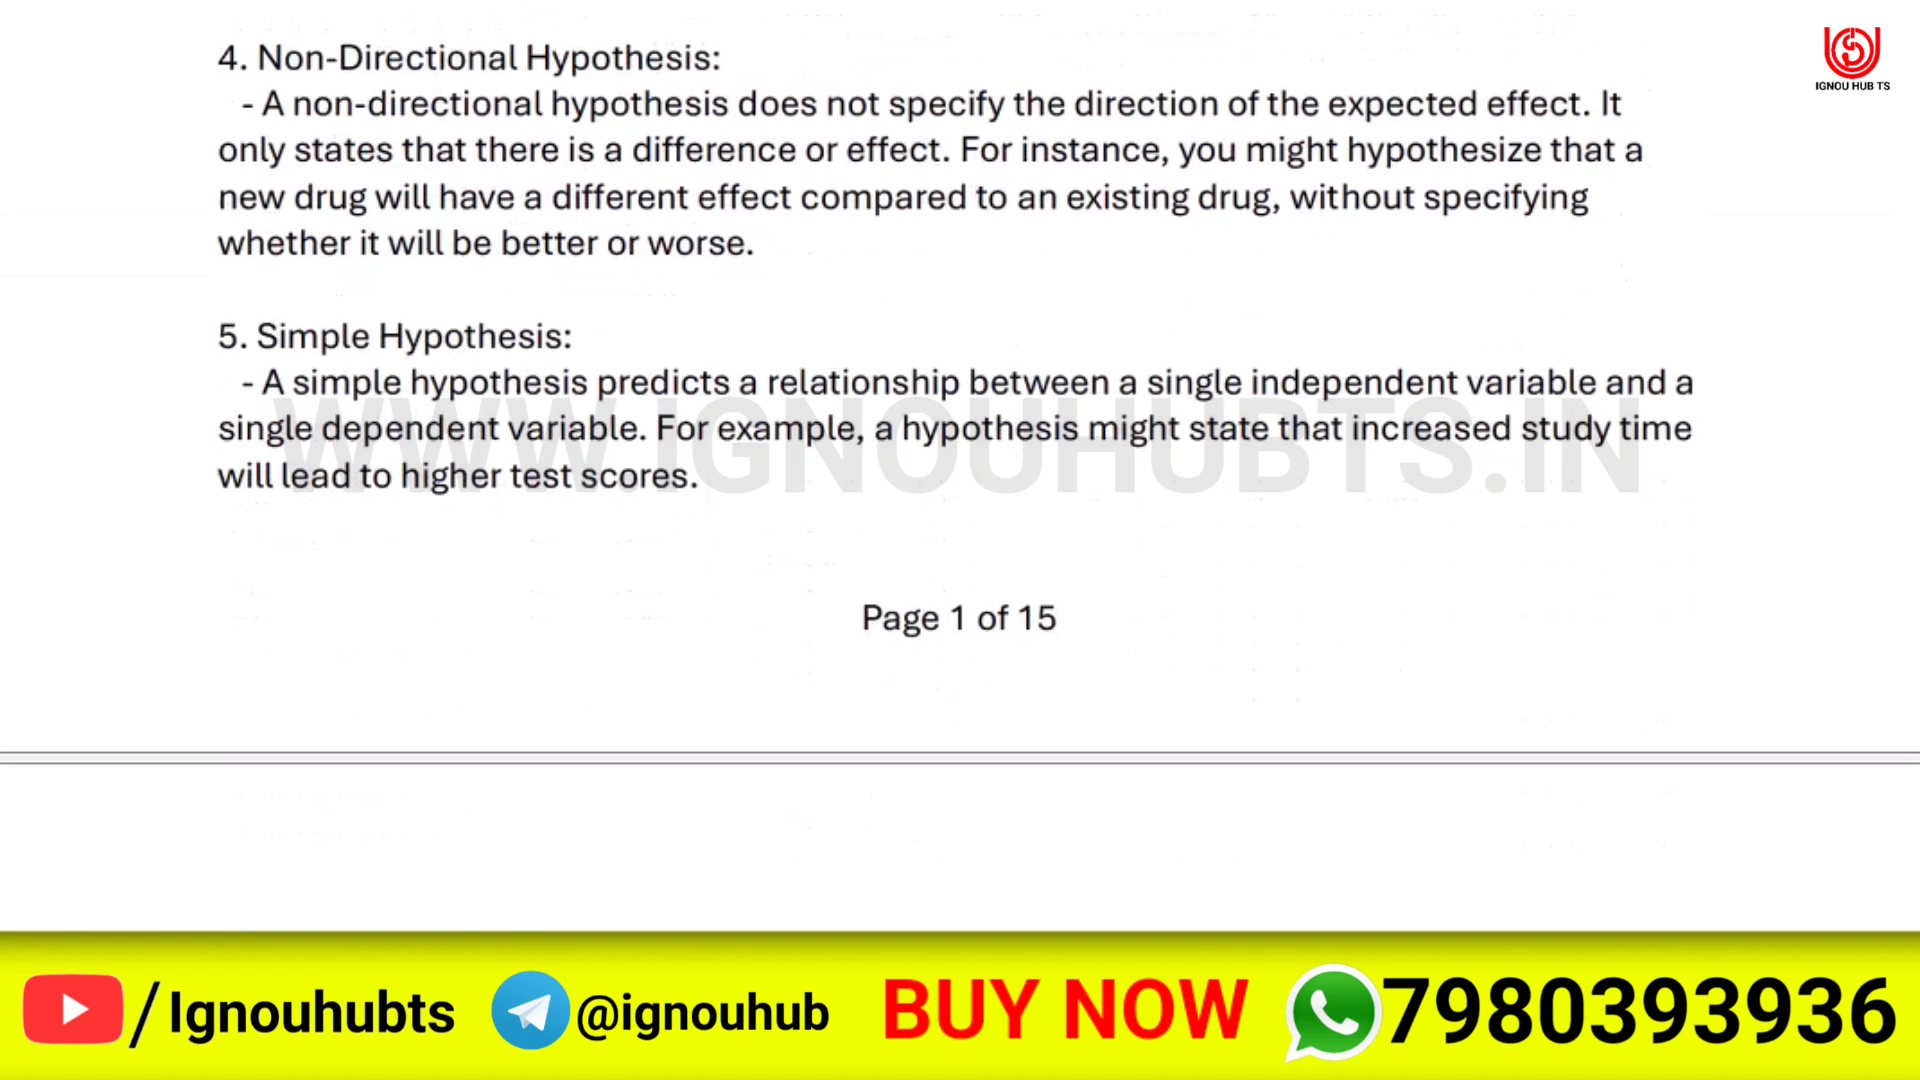 4. Non-Directional Hypothesis:
- A non-directional hypothesis does not specify the direction of the expected effect. It
only states that there is a difference or effect. For instance, you might hypothesize that a
new drug will have a different effect compared to an existing drug, without specifying
whether it will be better or worse.
IGNOU HUB TS
5. Simple Hypothesis:
- A simple hypothesis predicts a relationship between a single independent variable and a
single dependent variable. For example, a hypothesis might state that increased study time
will lead to higher test scores.
WWW.IGNOUHUBTS.IN
Page 1 of 15
/Ignouhubts @ignouhub BUY NOW 7980393936